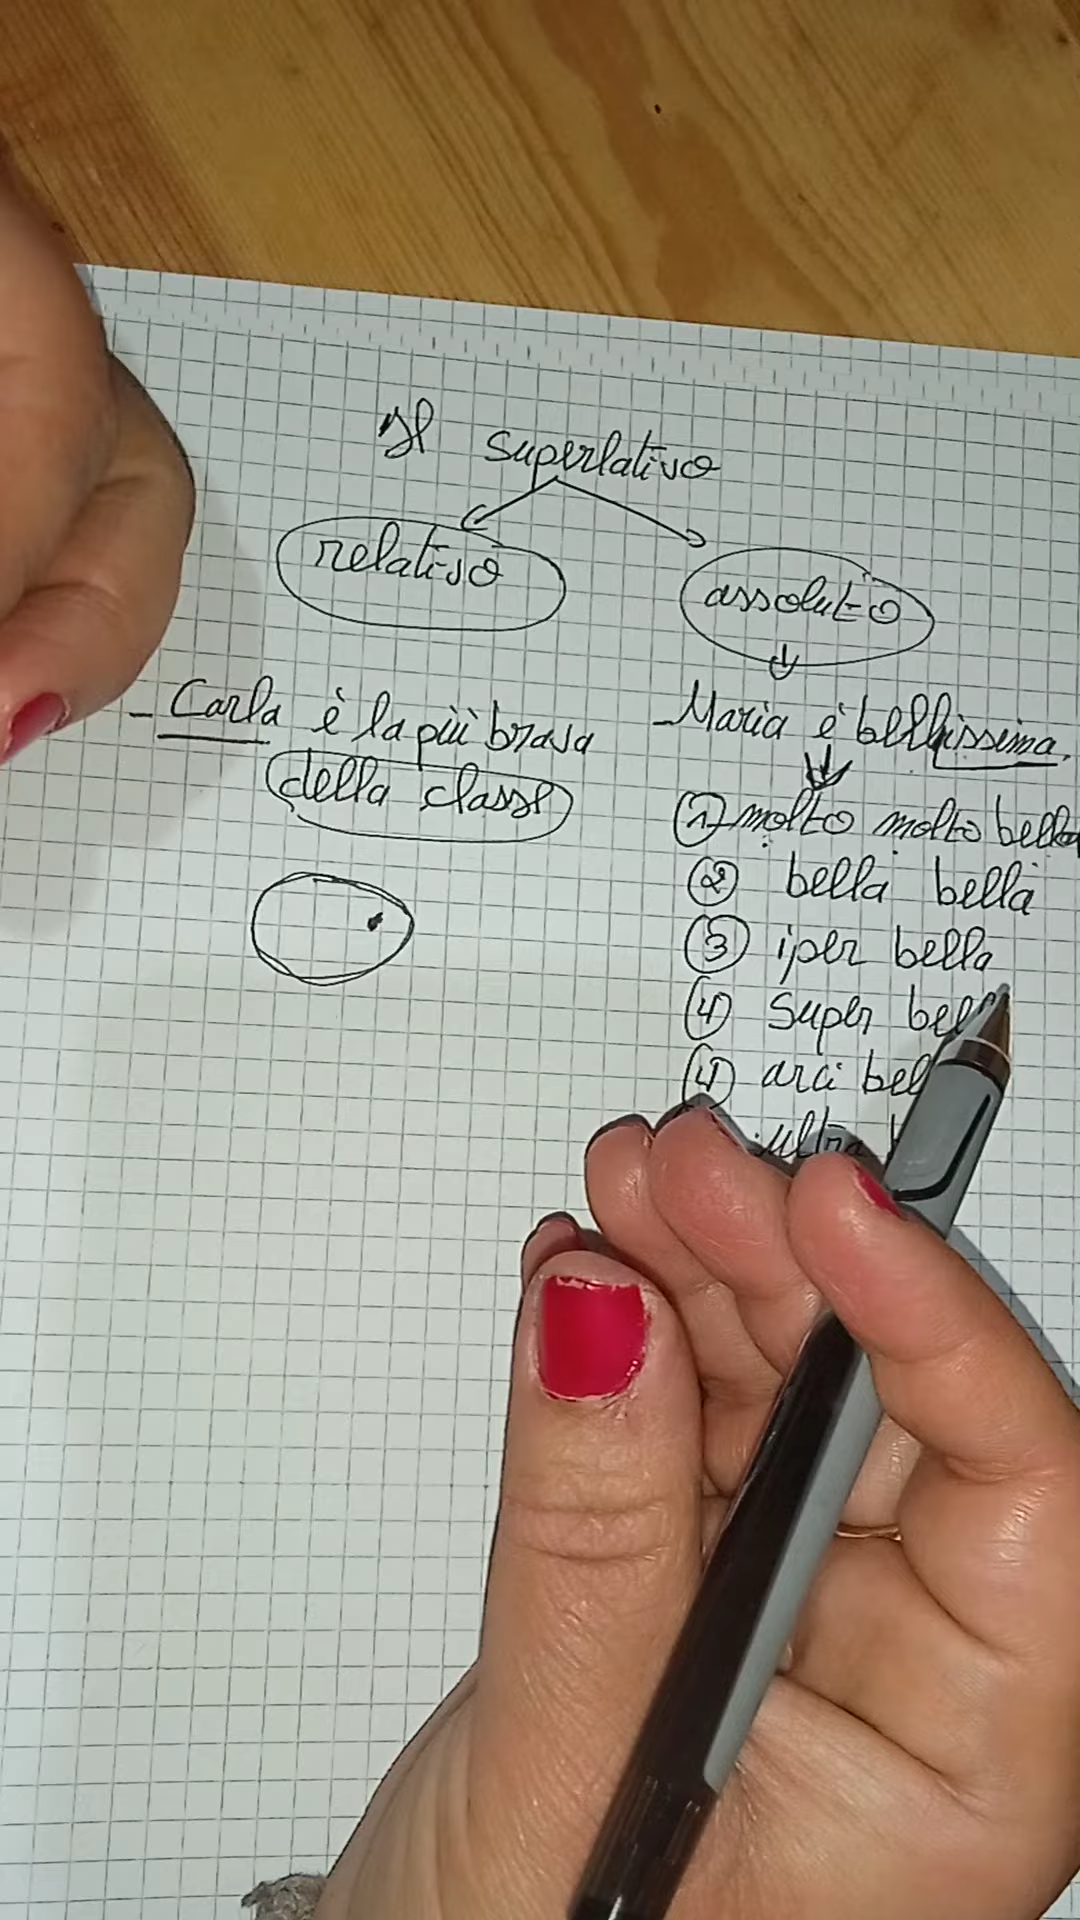 Il superlativo
relativo
assoluto
- Carla è la più brava
della classe
- Maria è bellissima.
① molto molto bella
② bella bella
③ iper bella
④ super
④ arci
ultra